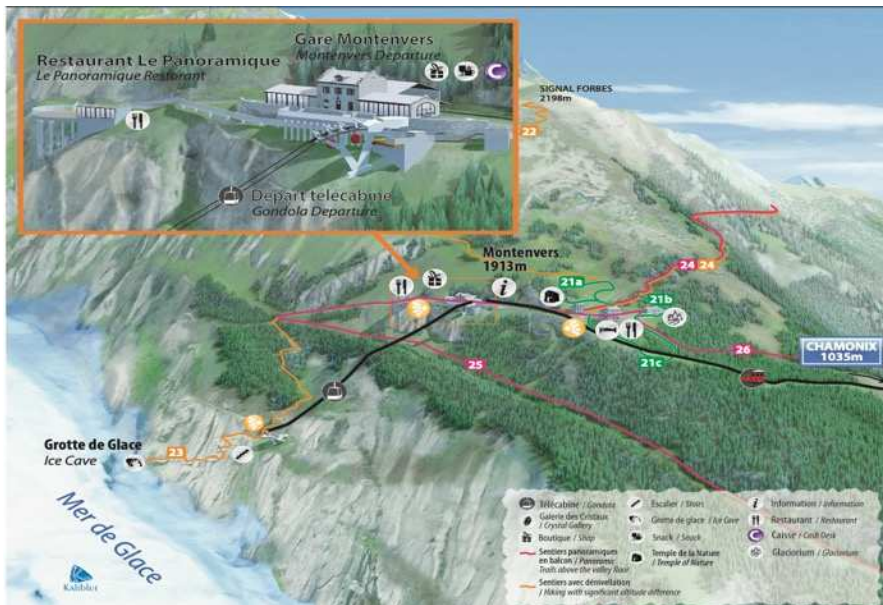 Restaurant Le Panoramique
Le Panoramique Restorant
Gare Montenvers
Montenvers Departure
C
Départ télécabine
Gondola Departure
SIGNAL FORBES
2198m
22
Montenvers
1913m
24 24
21a
21b
i
CHAMONIX
1035m
26
21c
25
Grotte de Glace
Ice Cave
23
Mer de Glace
Kaliblue
Télécabine / Gondola
Galerie des Cristaux
/ Crystal Gallery
Boutique / Shop
Sentiers panoramiques
en balcon / Panorama
Trails above the valley floor
Sentiers avec dénivellation
/ Hiking with significant altitude difference
Escalier / Stairs
Grotte de glace / Ice Cave
Snack / Snack
Temple de la Nature
/ Temple of Nature
i Information / Information
Restaurant / Restaurant
C Caisse / Cash Desk
Glaciorium / Glaciorium